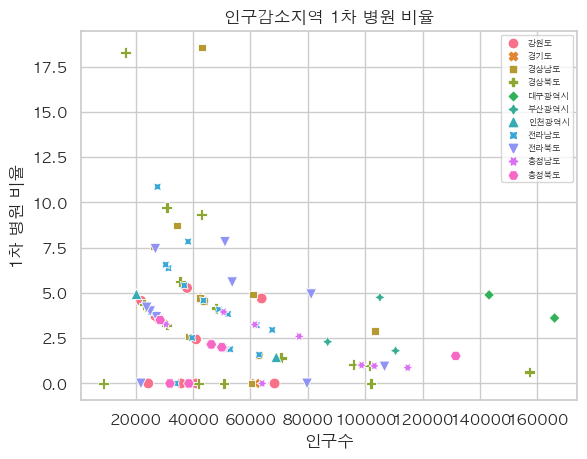 인구감소지역 1차 병원 비율
17.5
15.0
12.5
10.0
7.5
5.0
2.5
0.0
1차 병원 비율
강원도
경기도
경상남도
경상북도
대구광역시
부산광역시
인천광역시
전라남도
전라북도
충청남도
충청북도
20000 40000 60000 80000 100000 120000 140000 160000
인구수